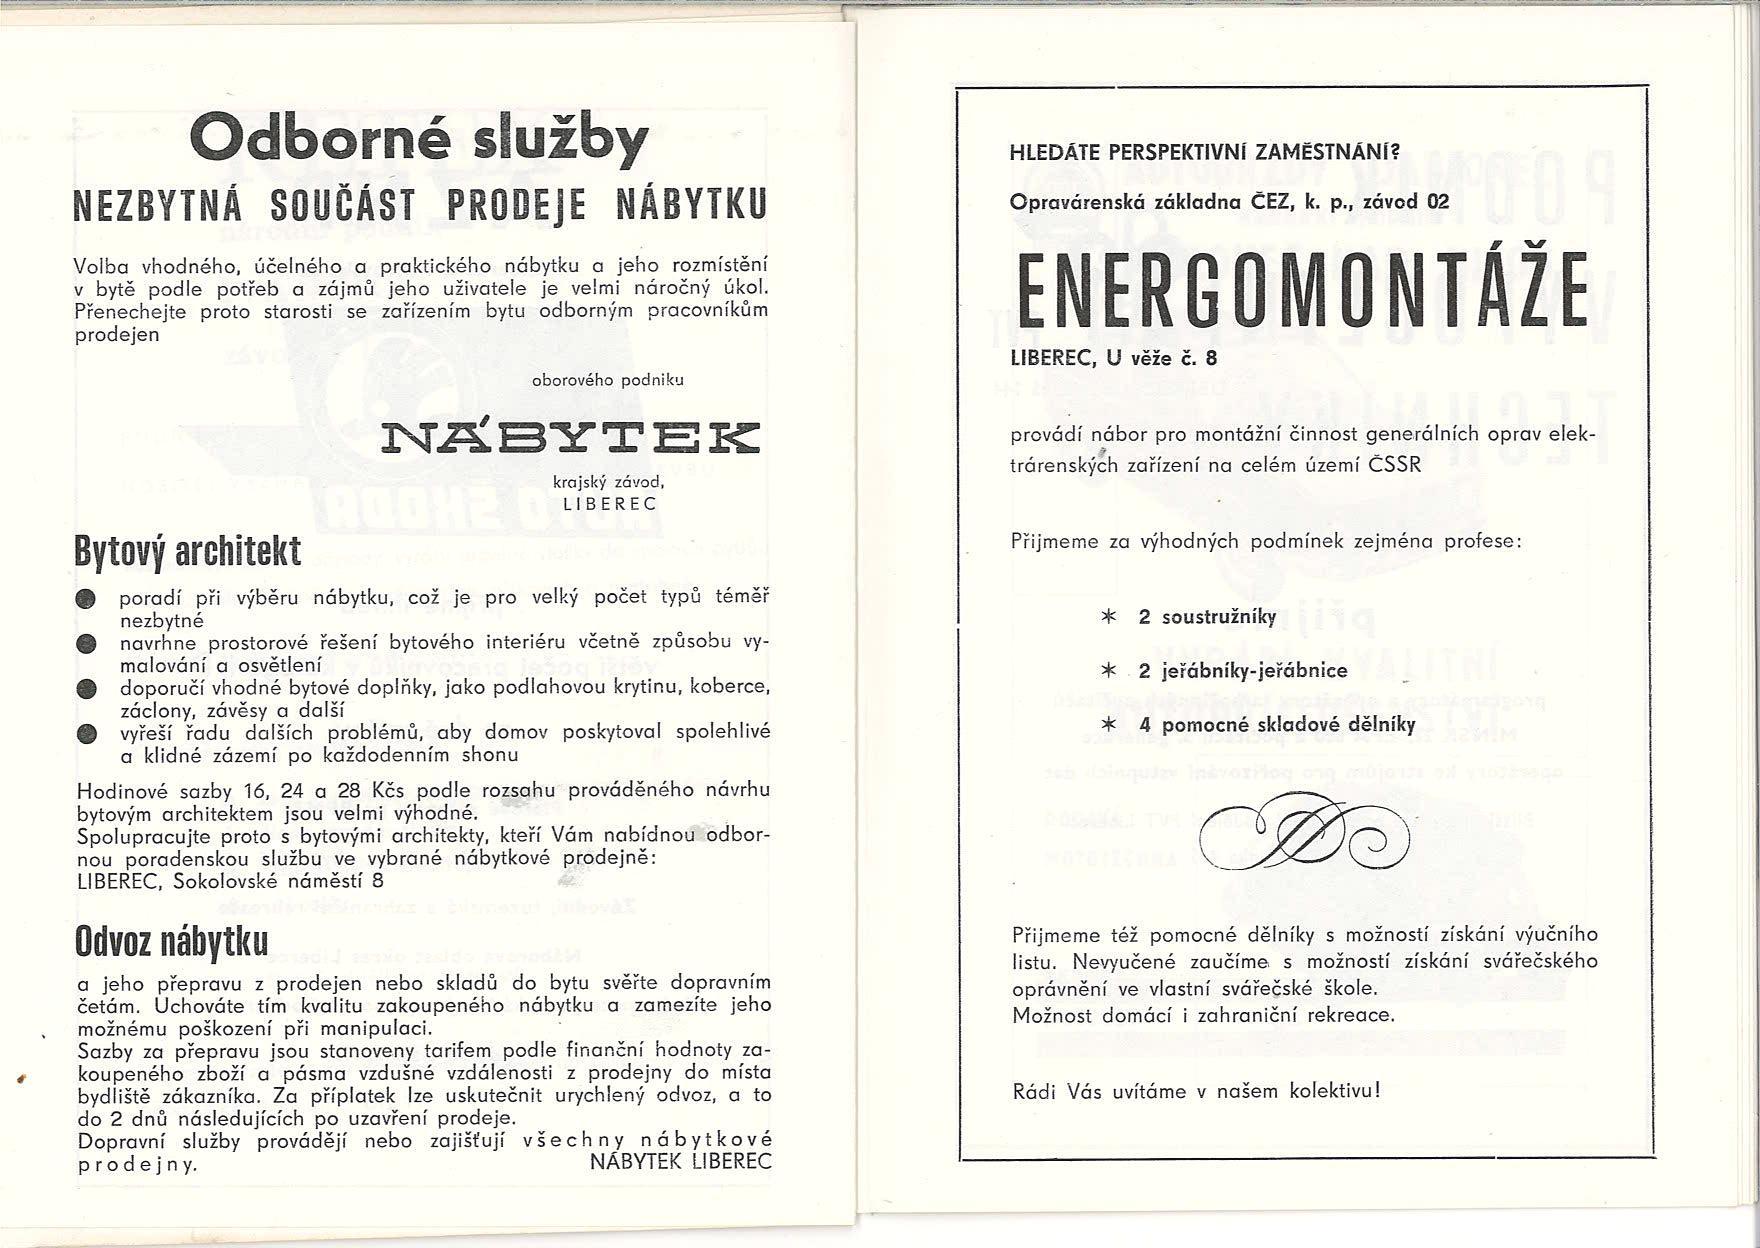 Odborné služby
NEZBYTNÁ SOUČÁST PRODEJE NÁBYTKU
Volba vhodného, účelného a praktického nábytku a jeho rozmístění
v bytě podle potřeb a zájmů jeho uživatele je velmi náročný úkol.
Přenechejte proto starosti se zařízením bytu odborným pracovníkům
prodejen
oborového podniku
NÁBYTEK
krajský závod,
LIBEREC
Bytový architekt
● poradí při výběru nábytku, což je pro velký počet typů téměř
nezbytné
● navrhne prostorové řešení bytového interiéru včetně způsobu vy-
malování a osvětlení
● doporučí vhodné bytové doplňky, jako podlahovou krytinu, koberce,
záclony, závěsy a další
● vyřeší řadu dalších problémů, aby domov poskytoval spolehlivé
a klidné zázemí po každodenním shonu
Hodinové sazby 16, 24 a 28 Kčs podle rozsahu prováděného návrhu
bytovým architektem jsou velmi výhodné.
Spolupracujte proto s bytovými architekty, kteří Vám nabídnou odbor-
nou poradenskou službu ve vybrané nábytkové prodejně:
LIBEREC, Sokolovské náměstí 8
Odvoz nábytku
a jeho přepravu z prodejen nebo skladů do bytu svěřte dopravním
četám. Uchováte tím kvalitu zakoupeného nábytku a zamezíte jeho
možnému poškození při manipulaci.
Sazby za přepravu jsou stanoveny tarifem podle finanční hodnoty za-
koupeného zboží a pásma vzdušné vzdálenosti z prodejny do místa
bydliště zákazníka. Za příplatek lze uskutečnit urychlený odvoz, a to
do 2 dnů následujících po uzavření prodeje.
Dopravní služby provádějí nebo zajišťují všechny nábytkové
prodejny. NÁBYTEK LIBEREC
HLEDÁTE PERSPEKTIVNÍ ZAMĚSTNÁNÍ?
Opravárenská základna ČEZ, k. p., závod 02
ENERGOMONTÁŽE
LIBEREC, U věže č. 8
provádí nábor pro montážní činnost generálních oprav elek-
trárenských zařízení na celém území ČSSR
Přijmeme za výhodných podmínek zejména profese:
* 2 soustružníky
* 2 jeřábníky-jeřábnice
* 4 pomocné skladové dělníky
Přijmeme též pomocné dělníky s možností získání výučního
listu. Nevyučené zaučíme s možností získání svářečského
oprávnění ve vlastní svářečské škole.
Možnost domácí i zahraniční rekreace.
Rádi Vás uvítáme v našem kolektivu!